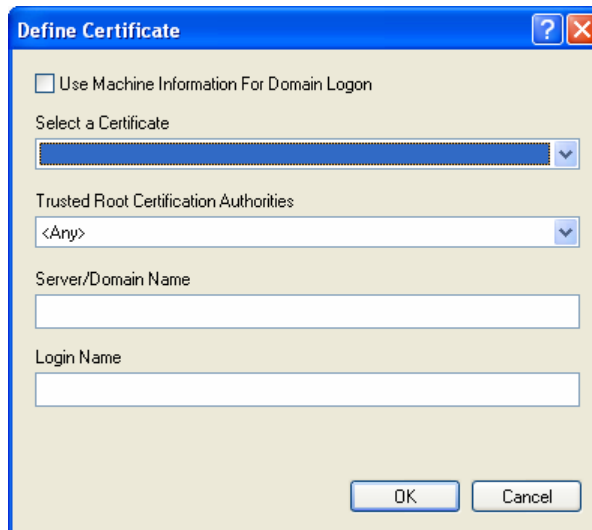 Define Certificate
Use Machine Information For Domain Logon
Select a Certificate
Trusted Root Certification Authorities
<Any>
Server/Domain Name
Login Name
OK Cancel